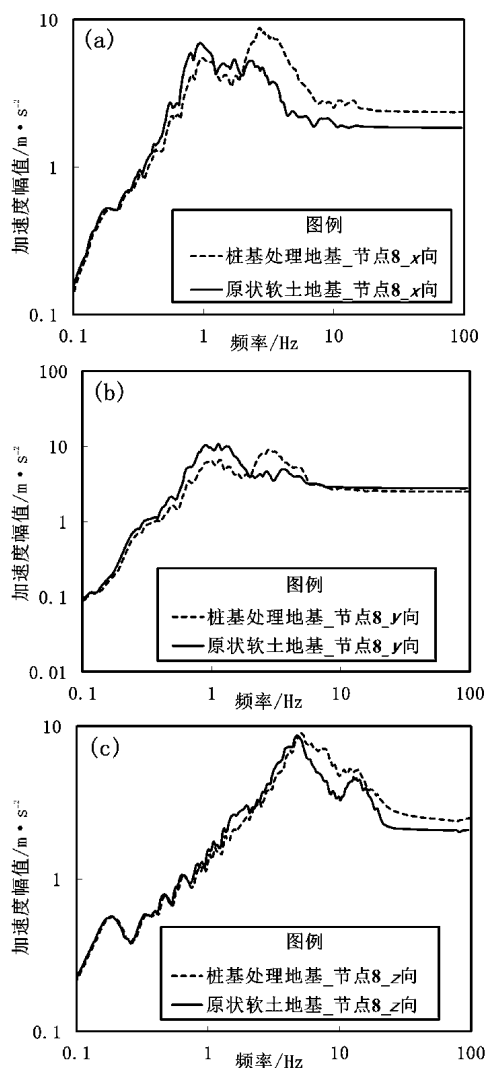 (a)
10
1
0.1
加速度幅值/m·s⁻²
图例
桩基处理地基_节点8_x向
原状软土地基_节点8_x向
0.1 1 10 100
频率/Hz
(b)
100
10
1
0.1
0.01
加速度幅值/m·s⁻²
图例
桩基处理地基_节点8_y向
原状软土地基_节点8_y向
0.1 1 10 100
频率/Hz
(c)
10
1
0.1
加速度幅值/m·s⁻²
图例
桩基处理地基_节点8_z向
原状软土地基_节点8_z向
0.1 1 10 100
频率/Hz